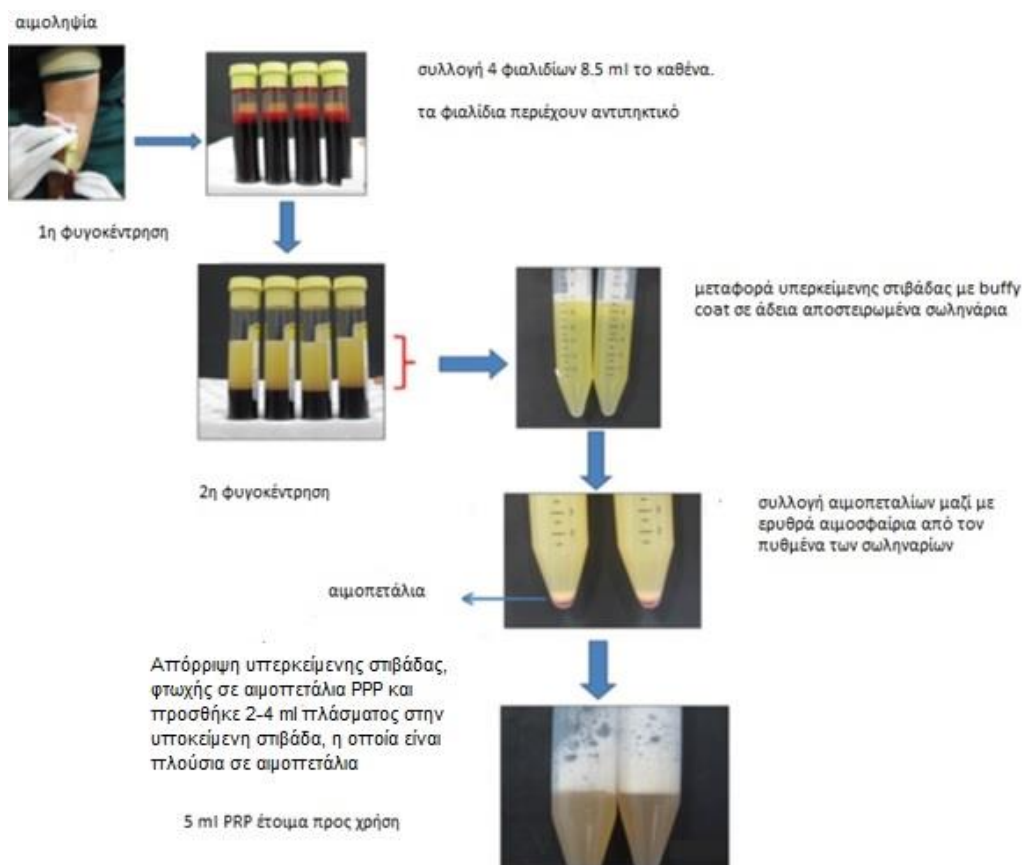 αιμοληψία
συλλογή 4 φιαλιδίων 8.5 ml το καθένα.
τα φιαλίδια περιέχουν αντιπηκτικό
1η φυγοκέντρηση
μεταφορά υπερκείμενης στιβάδας με buffy
coat σε άδεια αποστειρωμένα σωληνάρια
2η φυγοκέντρηση
συλλογή αιμοπεταλίων μαζί με
ερυθρά αιμοσφαίρια από τον
πυθμένα των σωληναρίων
αιμοπετάλια
Απόρριψη υπερκείμενης στιβάδας,
φτωχής σε αιμοπετάλια PPP και
προσθήκε 2-4 ml πλάσματος στην
υποκείμενη στιβάδα, η οποία είναι
πλούσια σε αιμοπετάλια
5 ml PRP έτοιμα προς χρήση